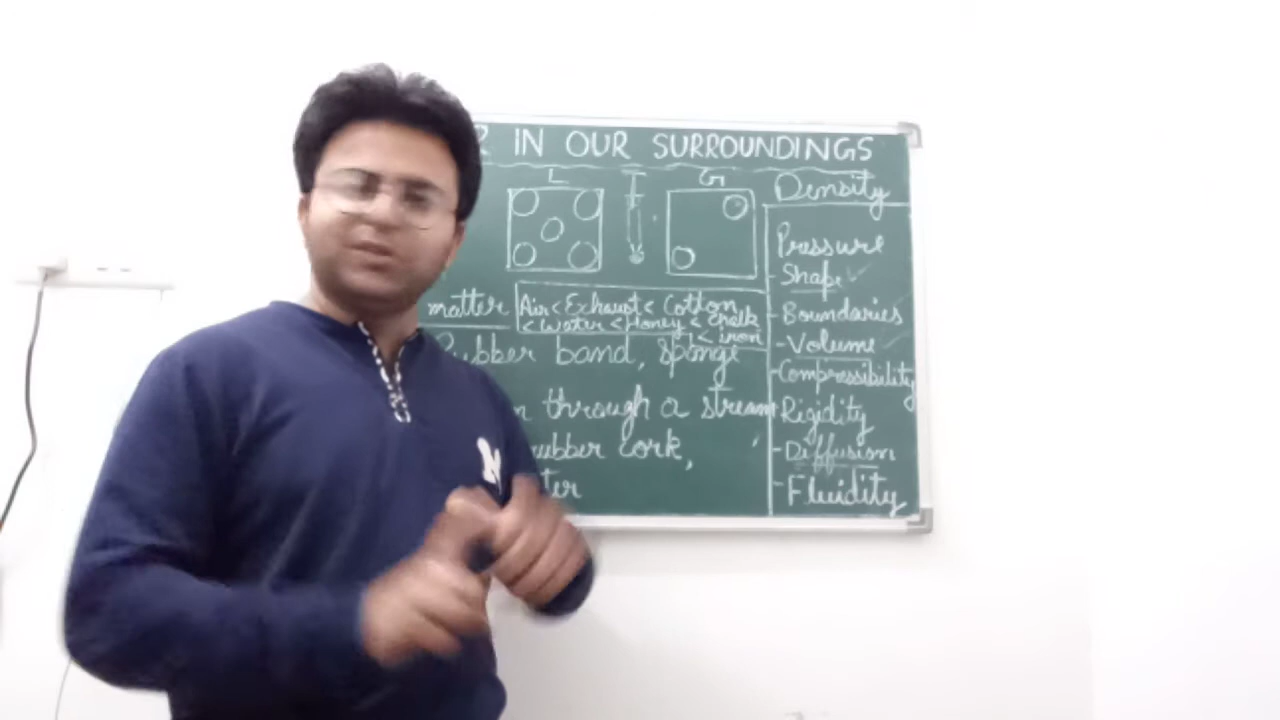 IN OUR SURROUNDINGS
L
G
Density
Pressure
- Shape
- Boundaries
- Volume
- Compressibility
- Rigidity
- Diffusion
- Fluidity
matter
Air < Exhaust < Cotton
< Water < Honey < Chalk
< iron
Rubber band, sponge
through a stream
rubber cork,
N